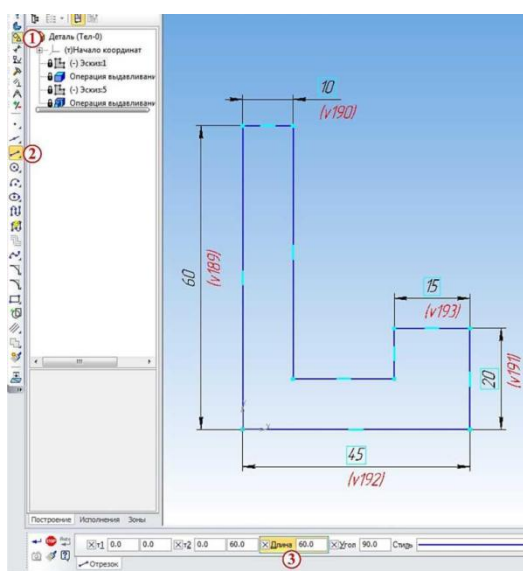 Деталь (Тел-0)
(т)Начало координат
(-) Эскиз:1
Операция выдавливани
(-) Эскиз:5
Операция выдавливани
1
2
10
(v190)
60
(v189)
15
(v193)
20
(v191)
45
(v192)
Построение Исполнения Зоны
т1 0.0 0.0 т2 0.0 60.0 Длина 60.0 Угол 90.0 Стиль
3
Отрезок